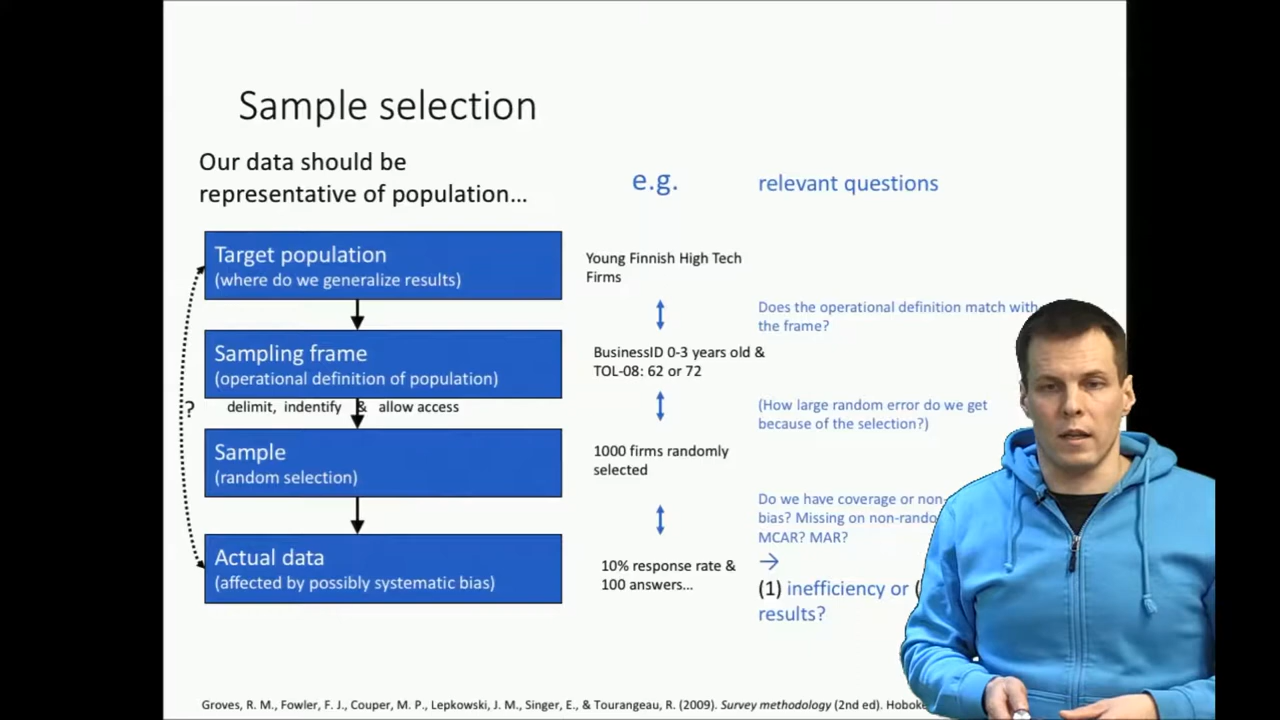 Sample selection
Our data should be
representative of population...
e.g.
relevant questions
Target population
(where do we generalize results)
Young Finnish High Tech
Firms
Does the operational definition match with
the frame?
Sampling frame
(operational definition of population)
BusinessID 0-3 years old &
TOL-08: 62 or 72
? delimit, indentify & allow access
(How large random error do we get
because of the selection?)
Sample
(random selection)
1000 firms randomly
selected
Do we have coverage or non-
bias? Missing on
MCAR? MAR?
Actual data
(affected by possibly systematic bias)
10% response rate &
100 answers...
→
(1) inefficiency or (
results?
Groves, R. M., Fowler, F. J., Couper, M. P., Lepkowski, J. M., Singer, E., & Tourangeau, R. (2009). Survey methodology (2nd ed).